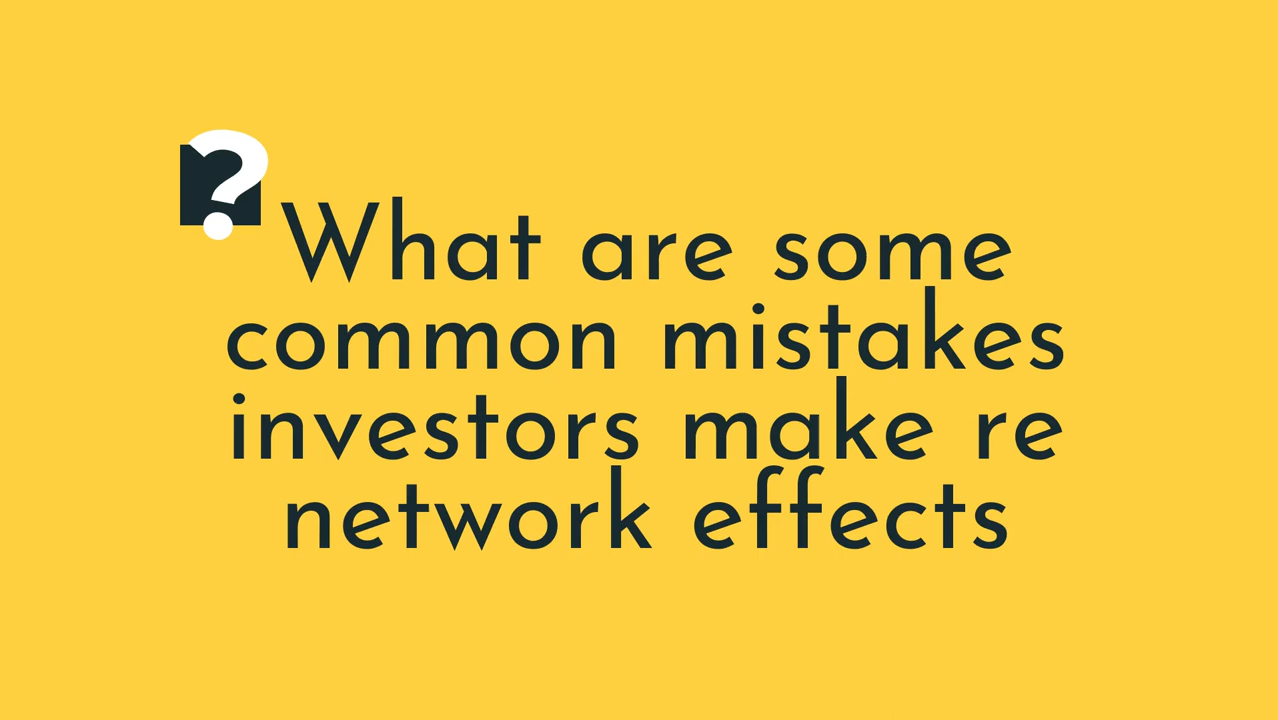 ?
What are some
common mistakes
investors make re
network effects